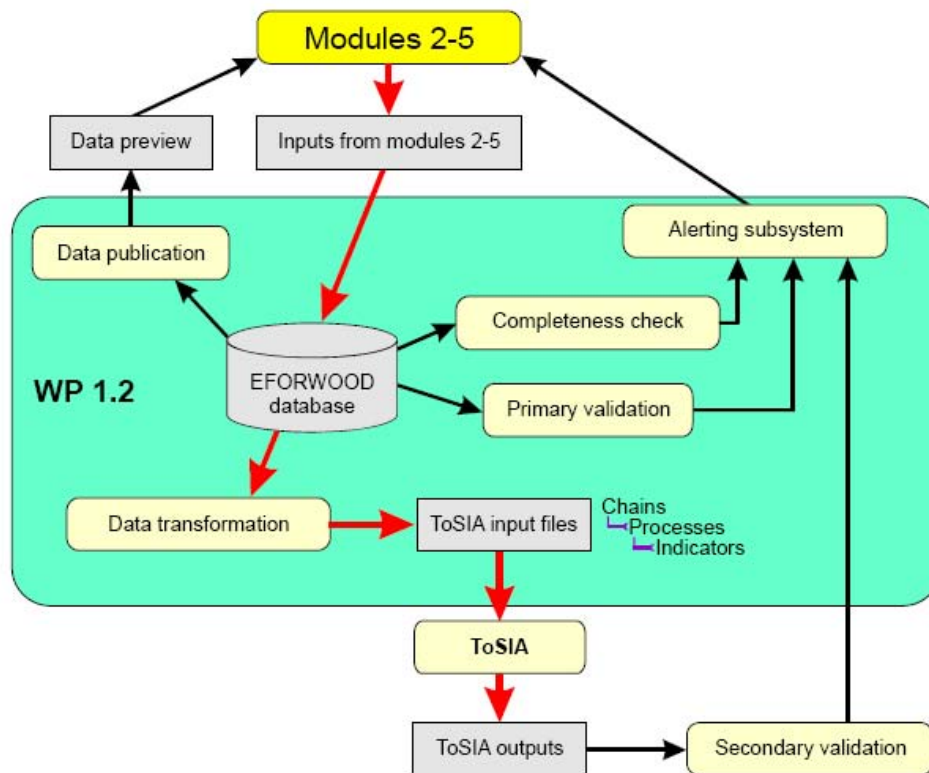 Modules 2-5
Data preview
Inputs from modules 2-5
Data publication
Alerting subsystem
Completeness check
EFORWOOD
database
WP 1.2
Primary validation
Data transformation
ToSIA input files
Chains
Processes
Indicators
ToSIA
ToSIA outputs
Secondary validation